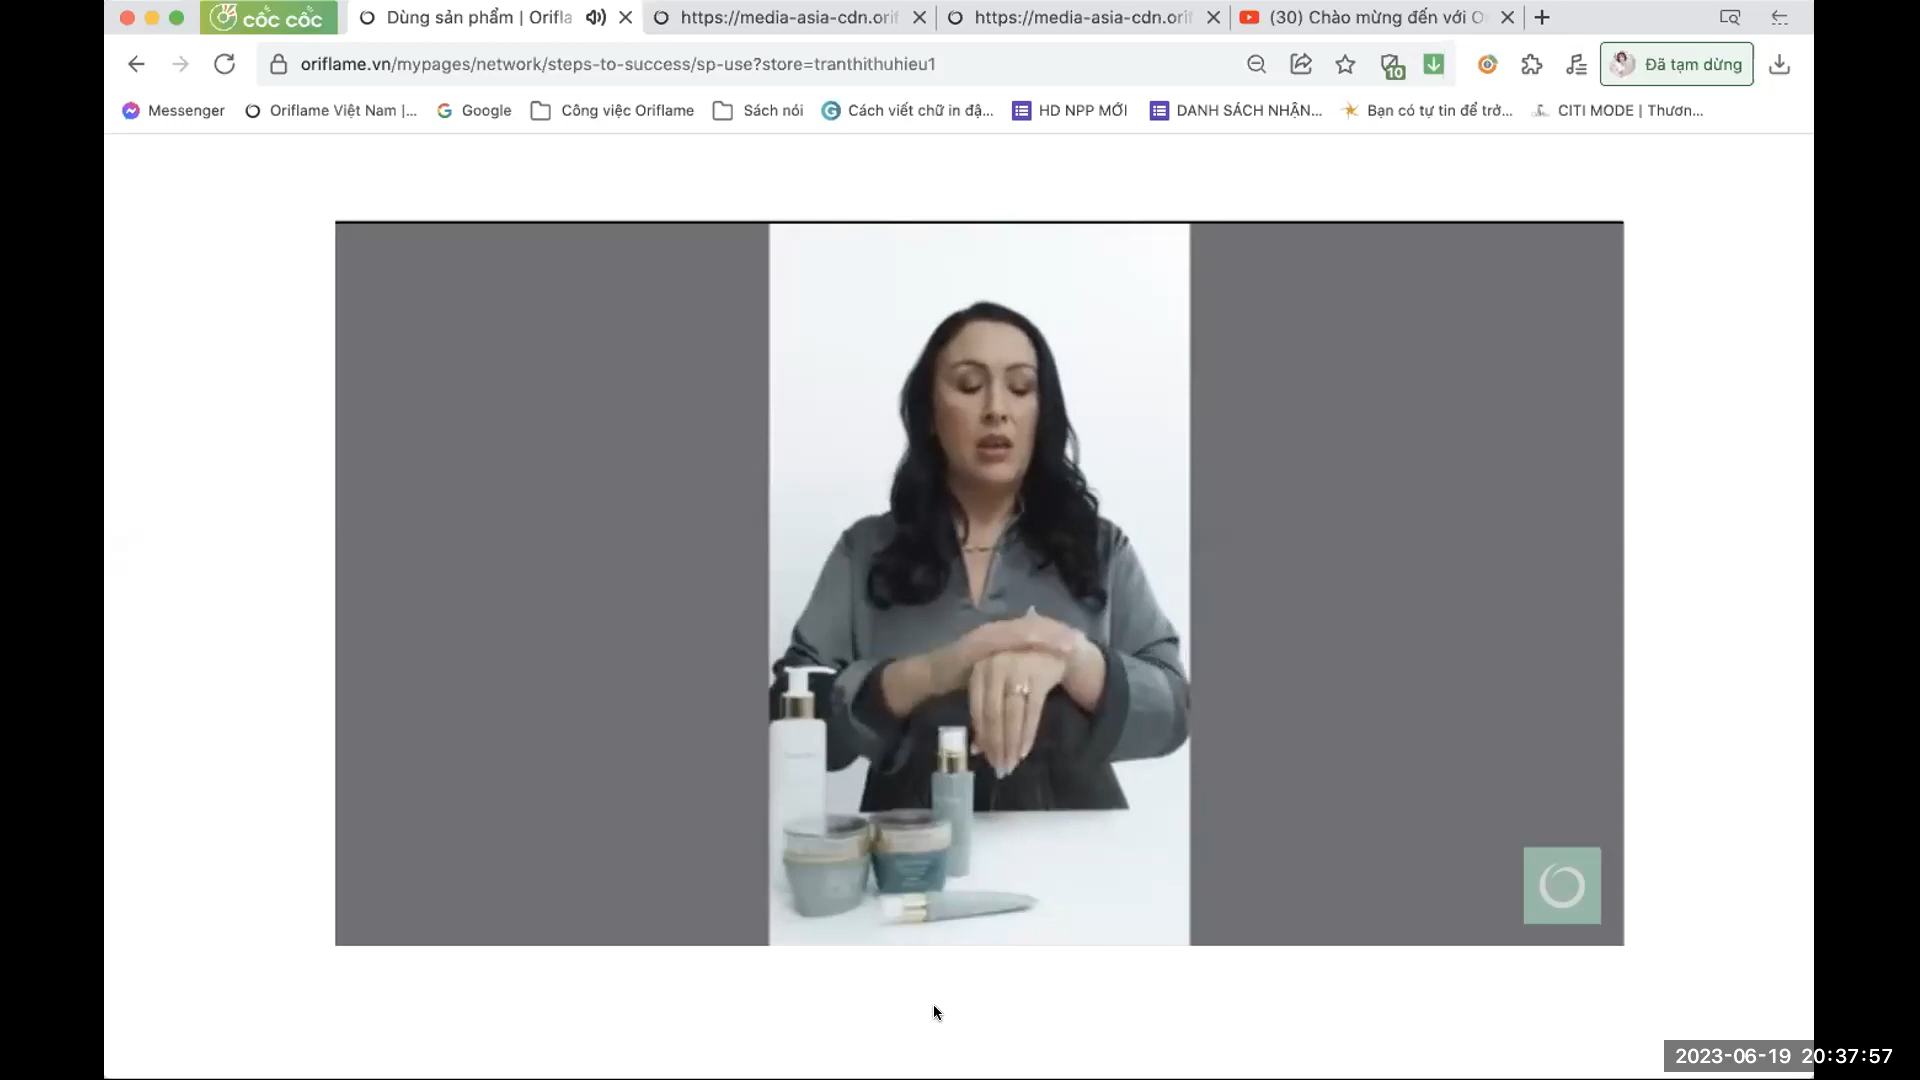 cốc cốc
Dùng sản phẩm | Orifla
https://media-asia-cdn.orif
https://media-asia-cdn.orif
(30) Chào mừng đến với O
oriflame.vn/mypages/network/steps-to-success/sp-use?store=tranthithuhieu1
10
Đã tạm dừng
Messenger
Oriflame Việt Nam |...
Google
Công việc Oriflame
Sách nói
Cách viết chữ in đậ...
HD NPP MỚI
DANH SÁCH NHẬN...
Bạn có tự tin để trở...
CITI MODE | Thươn...
2023-06-19 20:37:57